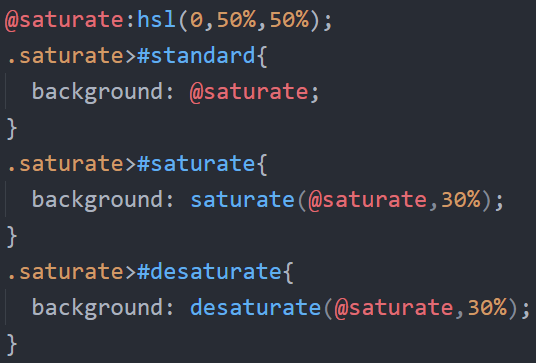 @saturate:hsl(0,50%,50%);
.saturate>#standard{
  background: @saturate;
}
.saturate>#saturate{
  background: saturate(@saturate,30%);
}
.saturate>#desaturate{
  background: desaturate(@saturate,30%);
}